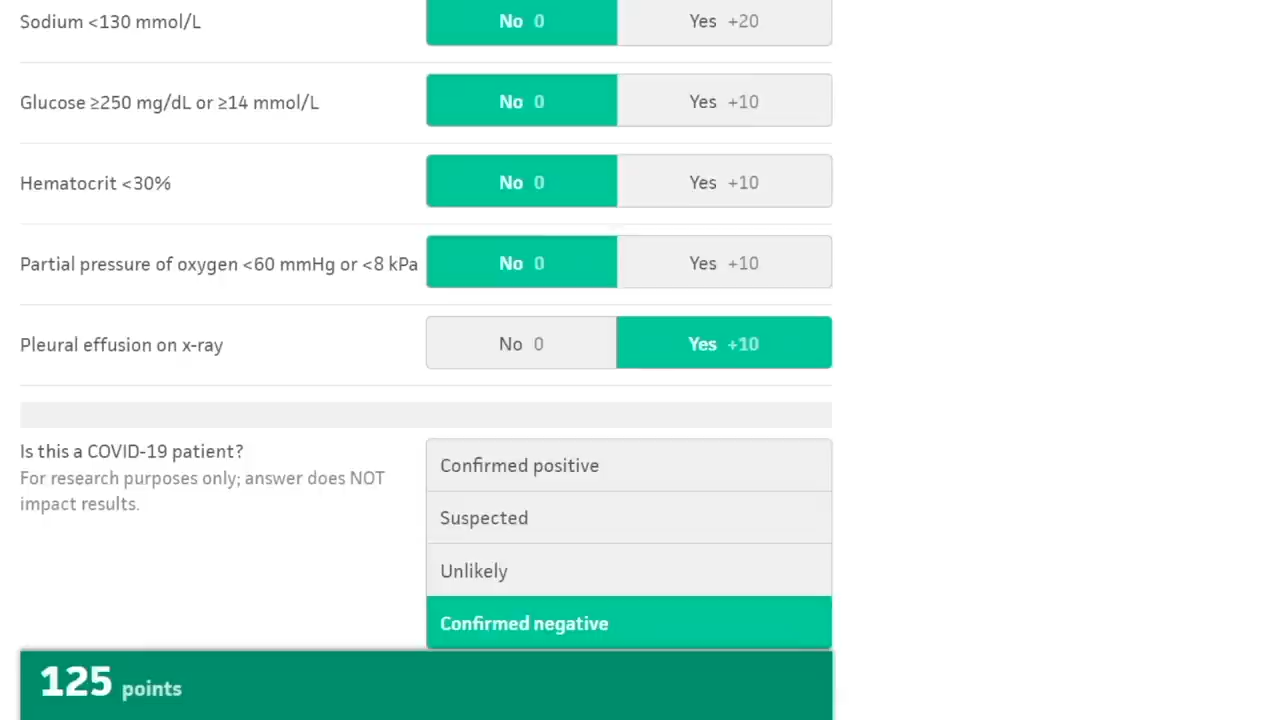 Sodium <130 mmol/L No 0 Yes +20
Glucose ≥250 mg/dL or ≥14 mmol/L No 0 Yes +10
Hematocrit <30% No 0 Yes +10
Partial pressure of oxygen <60 mmHg or <8 kPa No 0 Yes +10
Pleural effusion on x-ray No 0 Yes +10
Is this a COVID-19 patient?
For research purposes only; answer does NOT
impact results.
Confirmed positive
Suspected
Unlikely
Confirmed negative
125 points